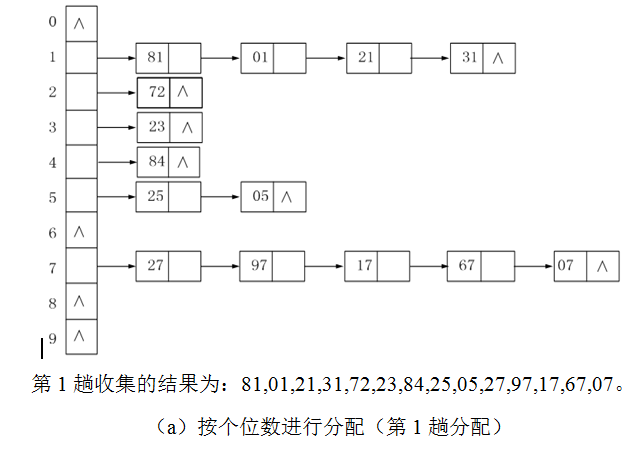 0 ∧
1 81 01 21 31 ∧
2 72 ∧
3 23 ∧
4 84 ∧
5 25 05 ∧
6 ∧
7 27 97 17 67 07 ∧
8 ∧
9 ∧
第1趟收集的结果为：81,01,21,31,72,23,84,25,05,27,97,17,67,07。
（a）按个位数进行分配（第1趟分配）